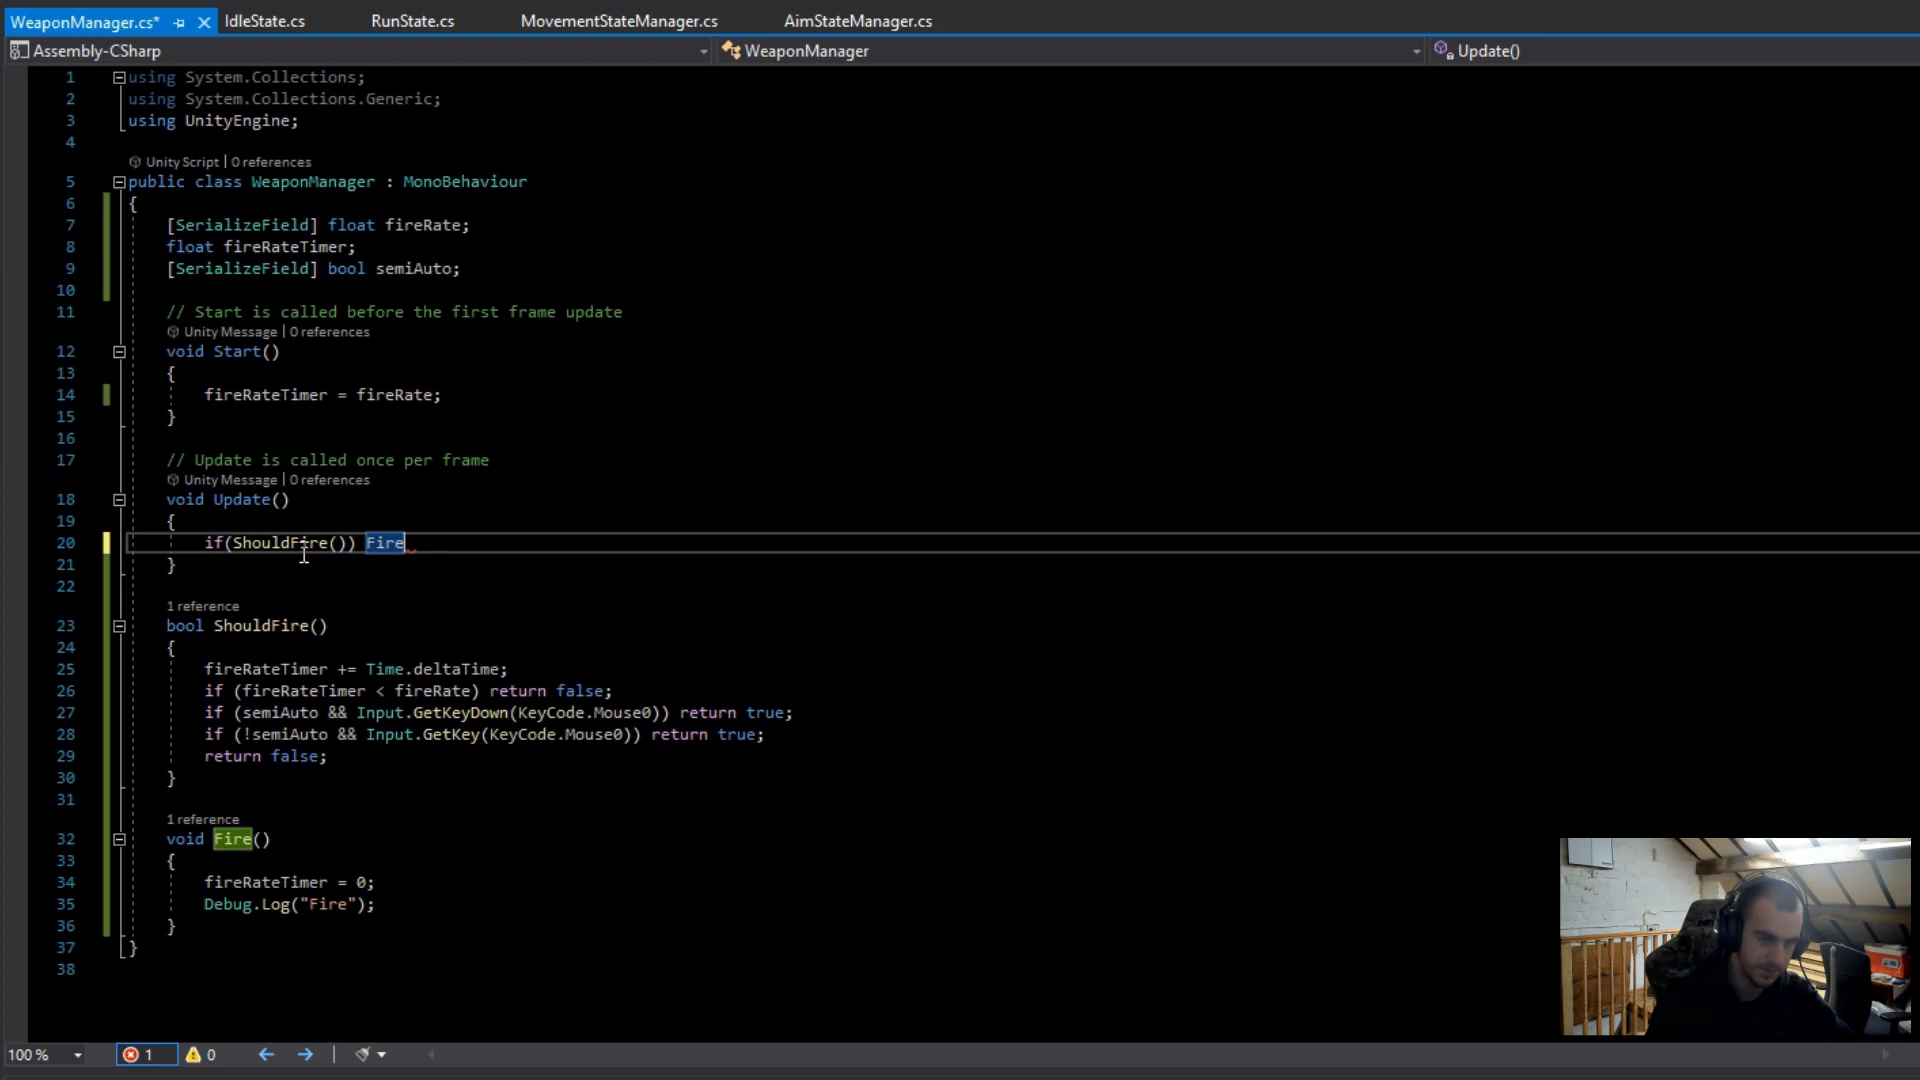 WeaponManager.cs* IdleState.cs RunState.cs MovementStateManager.cs AimStateManager.cs
Assembly-CSharp WeaponManager Update()
1 using System.Collections;
2 using System.Collections.Generic;
3 using UnityEngine;
4
Unity Script | 0 references
5 public class WeaponManager : MonoBehaviour
6 {
7 [SerializeField] float fireRate;
8 float fireRateTimer;
9 [SerializeField] bool semiAuto;
10
11 // Start is called before the first frame update
Unity Message | 0 references
12 void Start()
13 {
14 fireRateTimer = fireRate;
15 }
16
17 // Update is called once per frame
Unity Message | 0 references
18 void Update()
19 {
20 if(ShouldFire()) Fire
21 }
22
1 reference
23 bool ShouldFire()
24 {
25 fireRateTimer += Time.deltaTime;
26 if (fireRateTimer < fireRate) return false;
27 if (semiAuto && Input.GetKeyDown(KeyCode.Mouse0)) return true;
28 if (!semiAuto && Input.GetKey(KeyCode.Mouse0)) return true;
29 return false;
30 }
31
1 reference
32 void Fire()
33 {
34 fireRateTimer = 0;
35 Debug.Log("Fire");
36 }
37 }
38
100 % 1 0